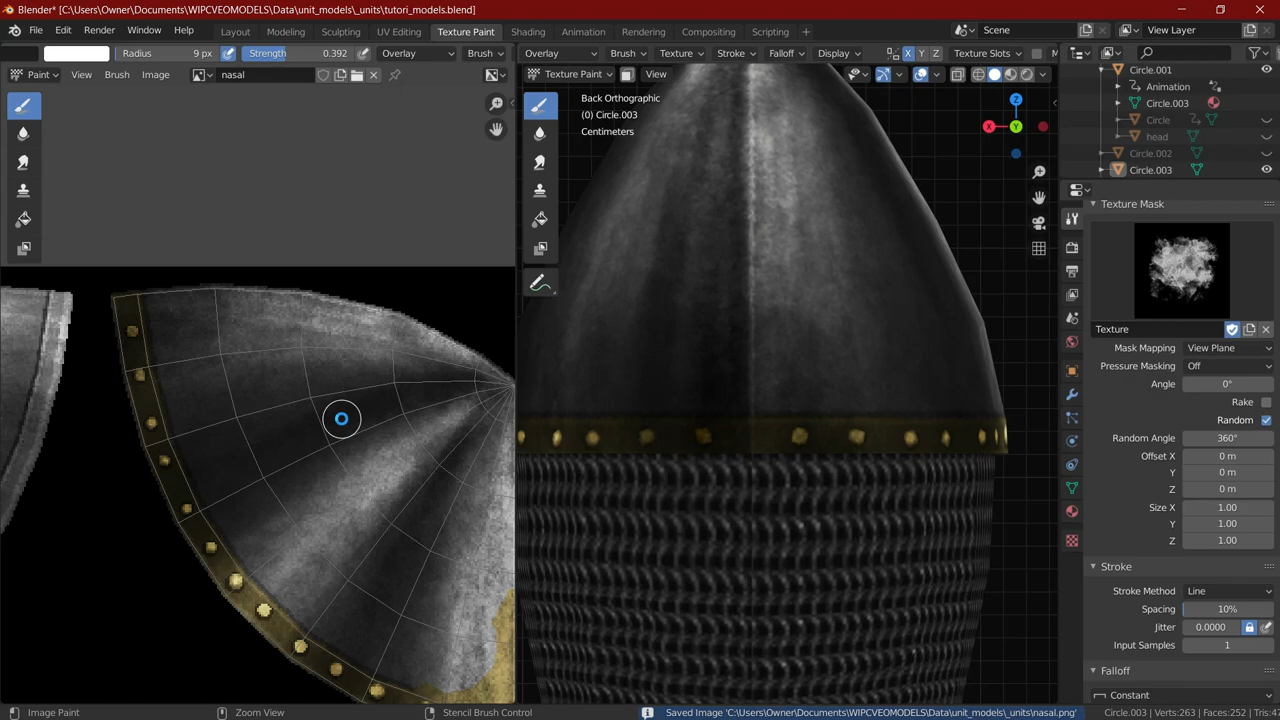 Blender* [C:\Users\Owner\Documents\WIPCVEOMODELS\Data\unit_models\_units\tutori_models.blend]
File Edit Render Window Help Layout Modeling Sculpting UV Editing Texture Paint Shading Animation Rendering Compositing Scripting + Scene View Layer
Radius 9 px Strength 0.392 Overlay Brush
Overlay Brush Texture Stroke Falloff Display X Y Z Texture Slots M
Paint View Brush Image nasal
Texture Paint View
Back Orthographic
(0) Circle.003
Centimeters
Z
X
Y
Circle.001
Animation
Circle.003
Circle
head
Circle.002
Circle.003
Texture Mask
Texture
Mask Mapping View Plane
Pressure Masking Off
Angle 0°
Rake
Random
Random Angle 360°
Offset X 0 m
Y 0 m
Z 0 m
Size X 1.00
Y 1.00
Z 1.00
Stroke
Stroke Method Line
Spacing 10%
Jitter 0.0000
Input Samples 1
Falloff
Constant
Image Paint Zoom View Stencil Brush Control Saved Image 'C:\Users\Owner\Documents\WIPCVEOMODELS\Data\unit_models\_units\nasal.png' Circle.003 | Verts:263 | Faces:252 | Tris:47